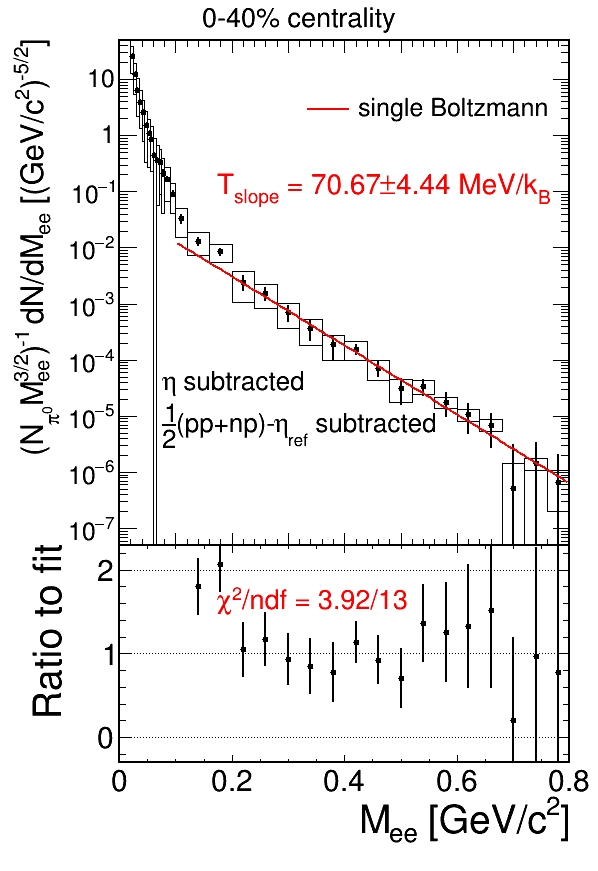 0-40% centrality
(N_π⁰ M_ee^3/2)^-1 dN/dM_ee [(GeV/c²)^-5/2]
10
1
10⁻¹
10⁻²
10⁻³
10⁻⁴
10⁻⁵
10⁻⁶
10⁻⁷
single Boltzmann
T_slope = 70.67±4.44 MeV/k_B
η subtracted
1/2(pp+np)-η_ref subtracted
Ratio to fit
2
1
0
χ²/ndf = 3.92/13
0 0.2 0.4 0.6 0.8
M_ee [GeV/c²]